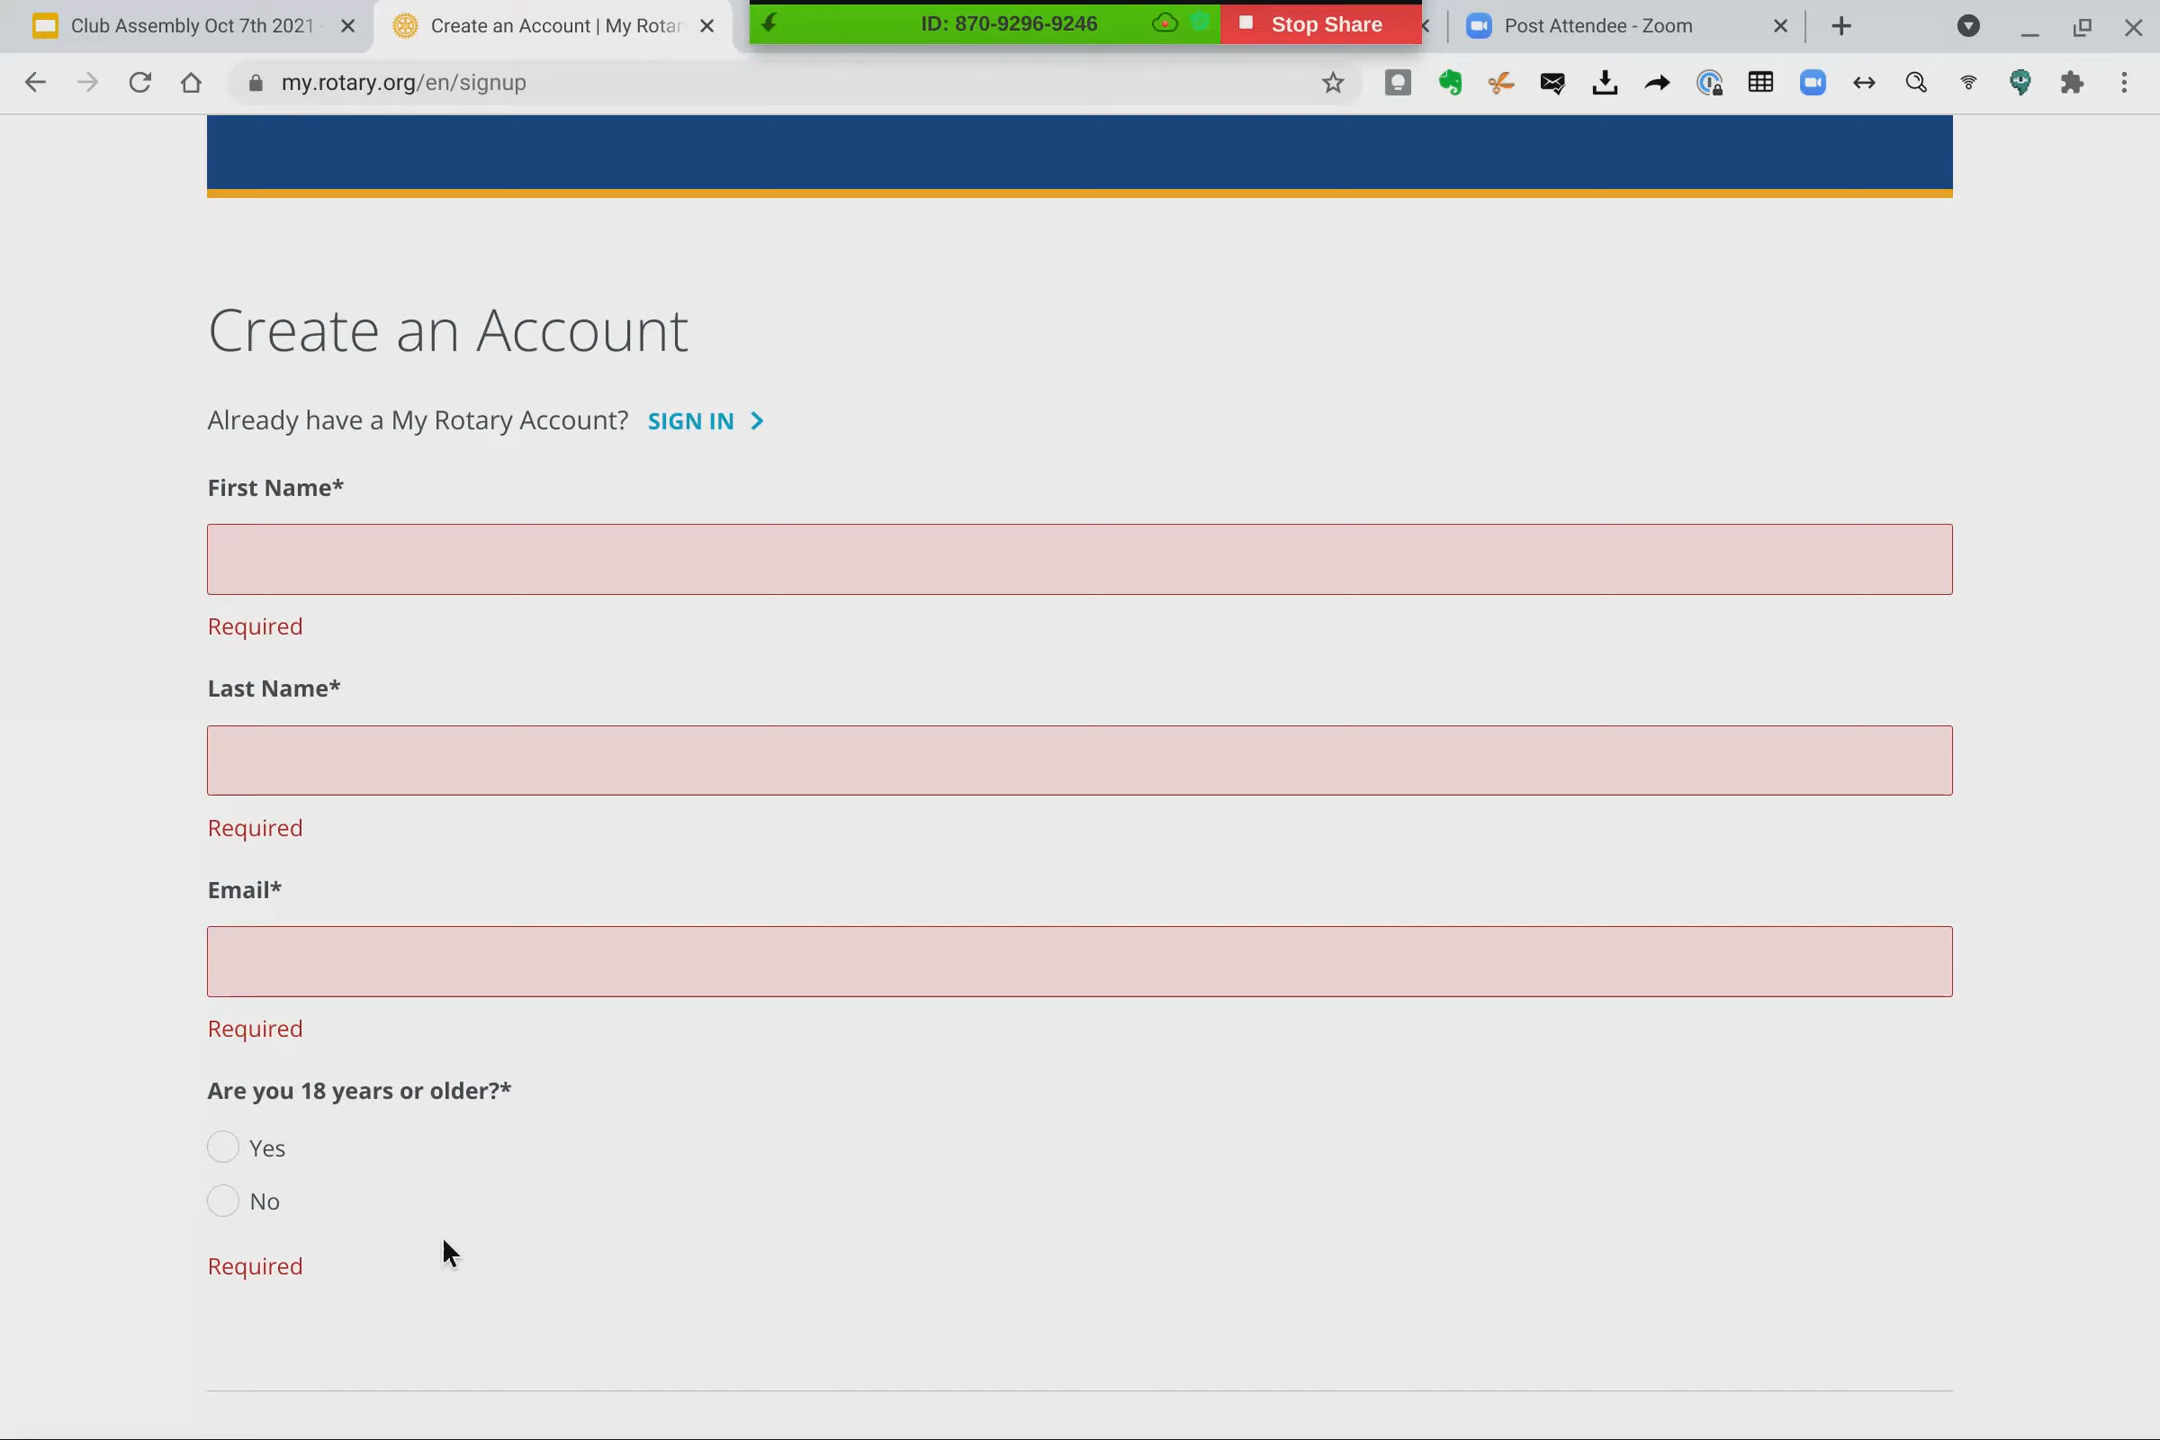 Club Assembly Oct 7th 2021
Create an Account | My Rotar
ID: 870-9296-9246
Stop Share
Post Attendee - Zoom
my.rotary.org/en/signup
Create an Account
Already have a My Rotary Account? SIGN IN
First Name*
Required
Last Name*
Required
Email*
Required
Are you 18 years or older?*
Yes
No
Required